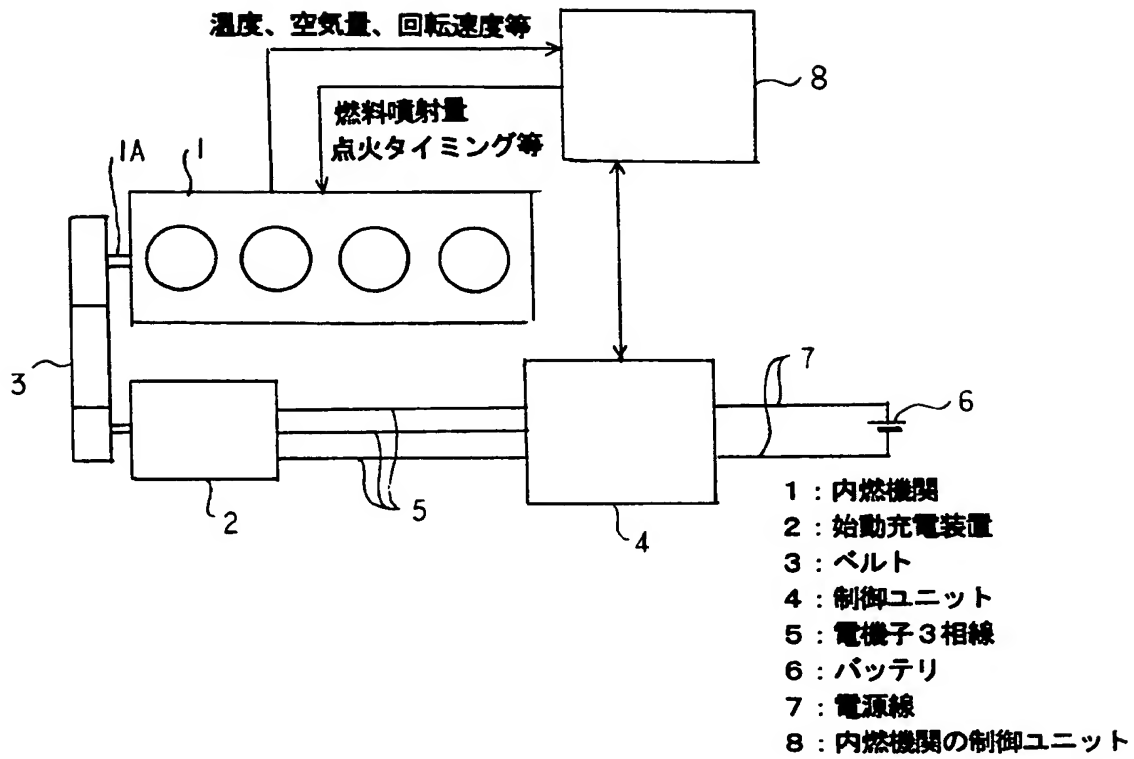 温度、空気量、回転速度等
8
燃料噴射量
点火タイミング等
1A
1
3
7
6
2
5
4
1:内燃機関
2:始動充電装置
3:ベルト
4:制御ユニット
5:電機子3相線
6:バッテリ
7:電源線
8:内燃機関の制御ユニット